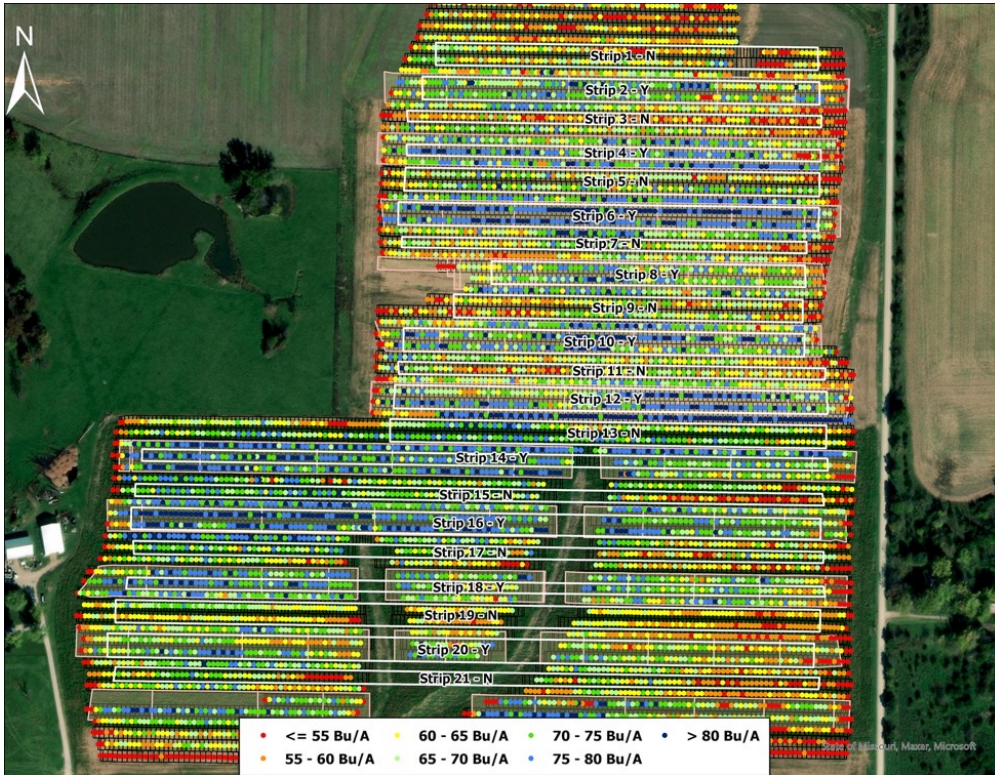 N
Strip 1 - N
Strip 2 - Y
Strip 3 - N
Strip 4 - Y
Strip 5 - N
Strip 6 - Y
Strip 7 - N
Strip 8 - Y
Strip 9 - N
Strip 10 - Y
Strip 11 - N
Strip 12 - Y
Strip 13 - N
Strip 14 - Y
Strip 15 - N
Strip 16 - Y
Strip 17 - N
Strip 18 - Y
Strip 19 - N
Strip 20 - Y
Strip 21 - N
<= 55 Bu/A 60 - 65 Bu/A 70 - 75 Bu/A > 80 Bu/A
55 - 60 Bu/A 65 - 70 Bu/A 75 - 80 Bu/A
State of Missouri, Maxar, Microsoft